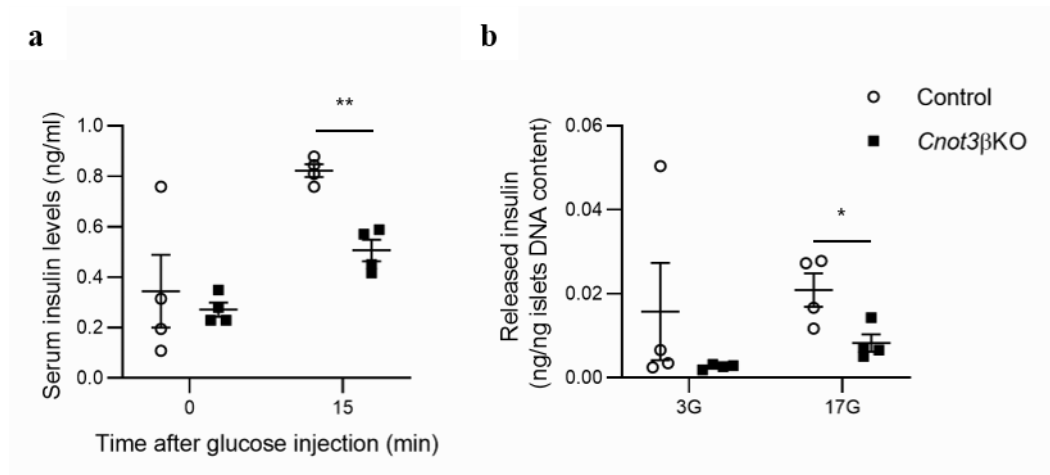 a
b
Serum insulin levels (ng/ml)
1.0
0.8
0.6
0.4
0.2
0.0
**
0
15
Time after glucose injection (min)
Released insulin
(ng/ng islets DNA content)
0.06
0.04
0.02
0.00
*
3G
17G
Control
Cnot3βKO